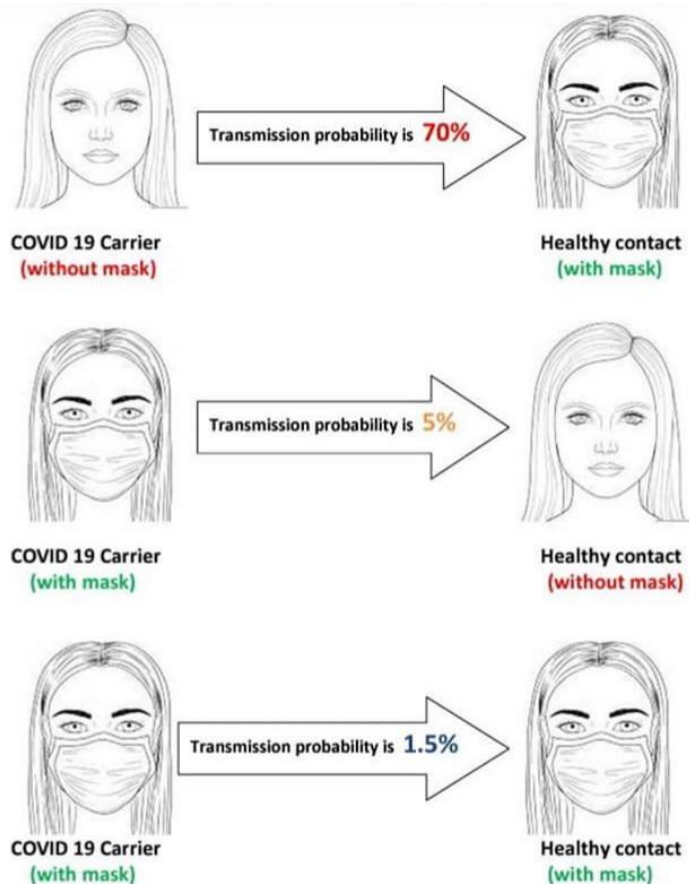 Transmission probability is 70%
COVID 19 Carrier
(without mask)
Healthy contact
(with mask)
Transmission probability is 5%
COVID 19 Carrier
(with mask)
Healthy contact
(without mask)
Transmission probability is 1.5%
COVID 19 Carrier
(with mask)
Healthy contact
(with mask)